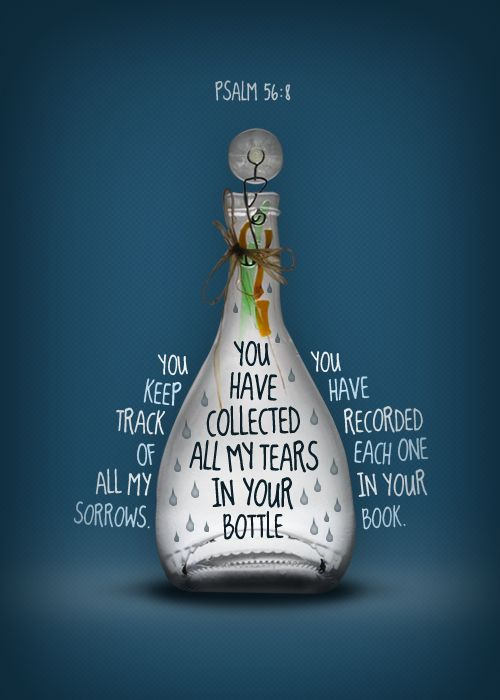 PSALM 56:8
YOU
KEEP
TRACK
OF
ALL MY
SORROWS.
YOU
HAVE
COLLECTED
ALL MY TEARS
IN YOUR
BOTTLE
YOU
HAVE
RECORDED
EACH ONE
IN YOUR
BOOK.